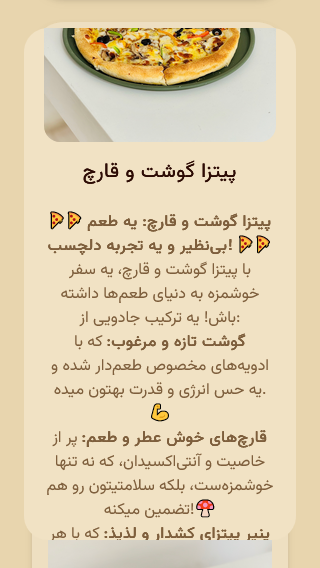 پیتزا گوشت و قارچ
پیتزا گوشت و قارچ: یه طعم 🍕🍕
بی‌نظیر و یه تجربه دلچسب! 🍕🍕
با پیتزا گوشت و قارچ، یه سفر
خوشمزه به دنیای طعم‌ها داشته
باش! یه ترکیب جادویی از:
گوشت تازه و مرغوب: که با
ادویه‌های مخصوص طعم‌دار شده و
یه حس انرژی و قدرت بهتون میده.
💪
قارچ‌های خوش عطر و طعم: پر از
خاصیت و آنتی‌اکسیدان، که نه تنها
خوشمزه‌ست، بلکه سلامتیتون رو هم
تضمین میکنه!🍄
پنیر پیتزای کشدار و لذیذ: که با هر